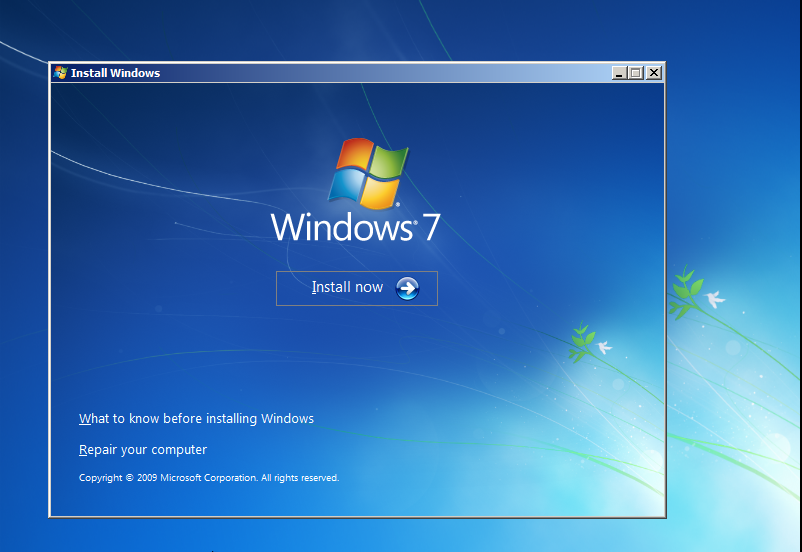 Install Windows
Windows® 7
Install now
What to know before installing Windows
Repair your computer
Copyright © 2009 Microsoft Corporation. All rights reserved.